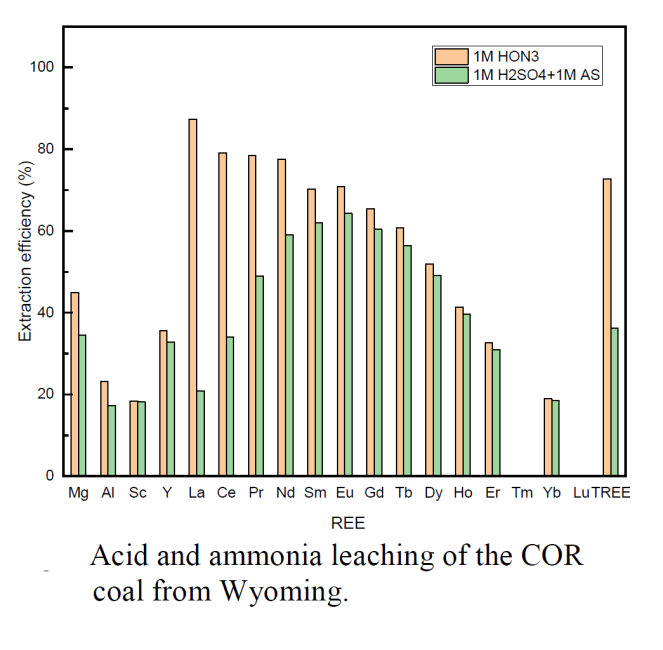 1M HON3
1M H2SO4+1M AS
100
80
60
40
20
0
Extraction efficiency (%)
Mg Al Sc Y La Ce Pr Nd Sm Eu Gd Tb Dy Ho Er Tm Yb Lu TREE
REE
Acid and ammonia leaching of the COR
coal from Wyoming.